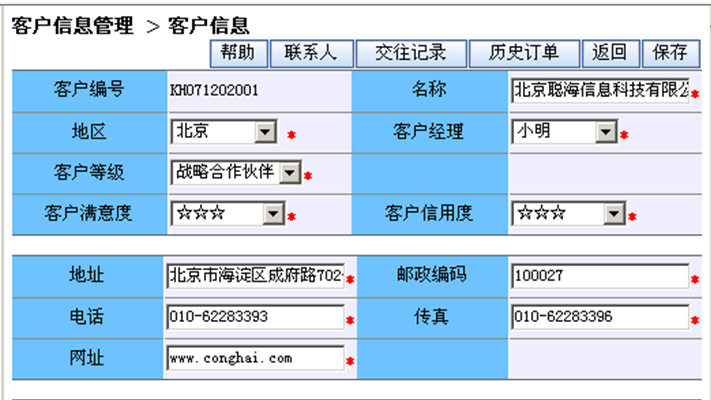 客户信息管理 > 客户信息
帮助 联系人 交往记录 历史订单 返回 保存
客户编号 KH071202001 名称 北京聪海信息科技有限公
地区 北京 * 客户经理 小明 *
客户等级 战略合作伙伴 *
客户满意度 ☆☆☆ * 客户信用度 ☆☆☆ *
地址 北京市海淀区成府路702 * 邮政编码 100027 *
电话 010-62283393 * 传真 010-62283396 *
网址 www.conghai.com *